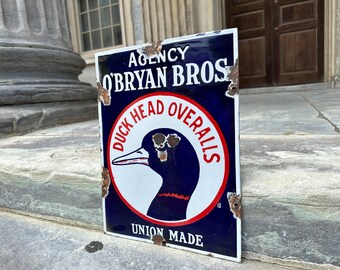 AGENCY
O'BRYAN BROS.
DUCK HEAD OVERALLS
UNION MADE